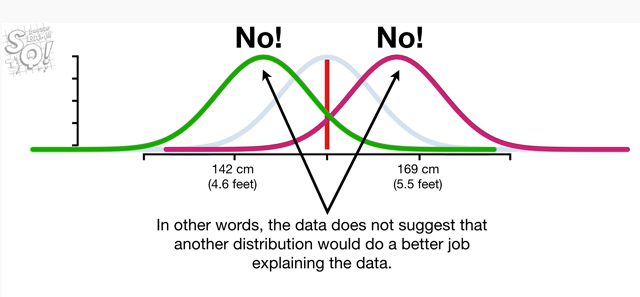 No! No!
142 cm 169 cm
(4.6 feet) (5.5 feet)
In other words, the data does not suggest that
another distribution would do a better job
explaining the data.